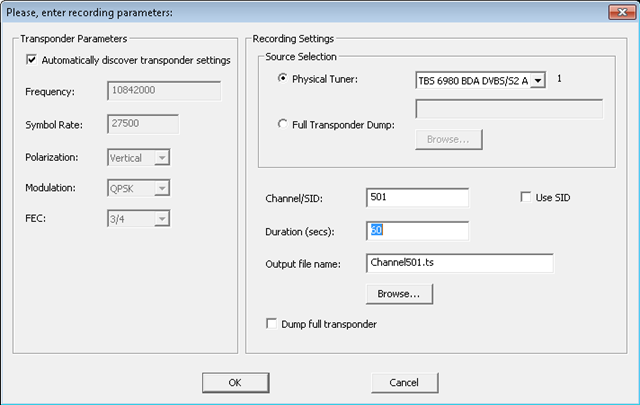 Please, enter recording parameters:
Transponder Parameters
Automatically discover transponder settings
Frequency: 10842000
Symbol Rate: 27500
Polarization: Vertical
Modulation: QPSK
FEC: 3/4
Recording Settings
Source Selection
Physical Tuner: TBS 6980 BDA DVBS/S2 A 1
Full Transponder Dump:
Browse...
Channel/SID: 501 Use SID
Duration (secs): 60
Output file name: Channel501.ts
Browse...
Dump full transponder
OK Cancel